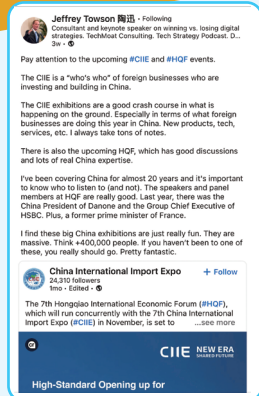 Jeffrey Towson 陶迅 • Following
Consultant and keynote speaker on winning vs. losing digital
strategies. TechMoat Consulting. Tech Strategy Podcast. D...
3w •
Pay attention to the upcoming #CIIE and #HQF events.
The CIIE is a "who's who" of foreign businesses who are
investing and building in China.
The CIIE exhibitions are a good crash course in what is
happening on the ground. Especially in terms of what foreign
businesses are doing this year in China. New products, tech,
services, etc. I always take tons of notes.
There is also the upcoming HQF, which has good discussions
and lots of real China expertise.
I've been covering China for almost 20 years and it's important
to know who to listen to (and not). The speakers and panel
members at HQF are really good. Last year, there was the
China President of Danone and the Group Chief Executive of
HSBC. Plus, a former prime minister of France.
I find these big China exhibitions are just really fun. They are
massive. Think +400,000 people. If you haven't been to one of
these, you really should go. Pretty fantastic.
China International Import Expo
+ Follow
24,310 followers
1mo • Edited •
The 7th Hongqiao International Economic Forum (#HQF),
which will run concurrently with the 7th China International
Import Expo (#CIIE) in November, is set to ...see more
CIIE NEW ERA
SHARED FUTURE
High-Standard Opening up for